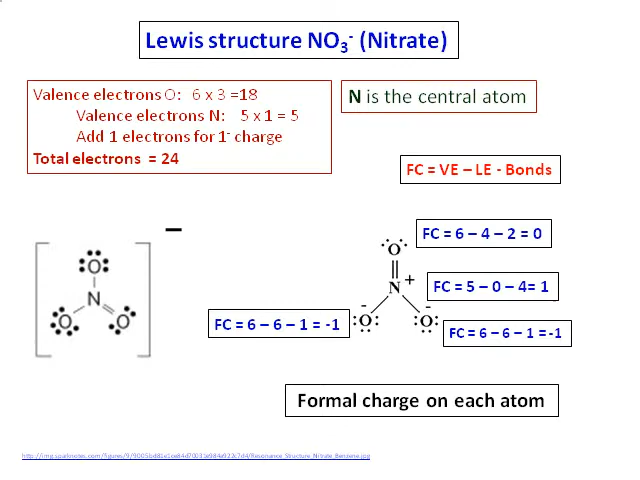 Lewis structure NO3- (Nitrate)
Valence electrons O: 6 x 3 =18
Valence electrons N: 5 x 1 = 5
Add 1 electrons for 1- charge
Total electrons = 24
N is the central atom
FC = VE – LE - Bonds
FC = 6 – 4 – 2 = 0
FC = 5 – 0 – 4= 1
FC = 6 – 6 – 1 = -1
FC = 6 – 6 – 1 = -1
–
O
N
O
O
O
N +
- -
O O
Formal charge on each atom